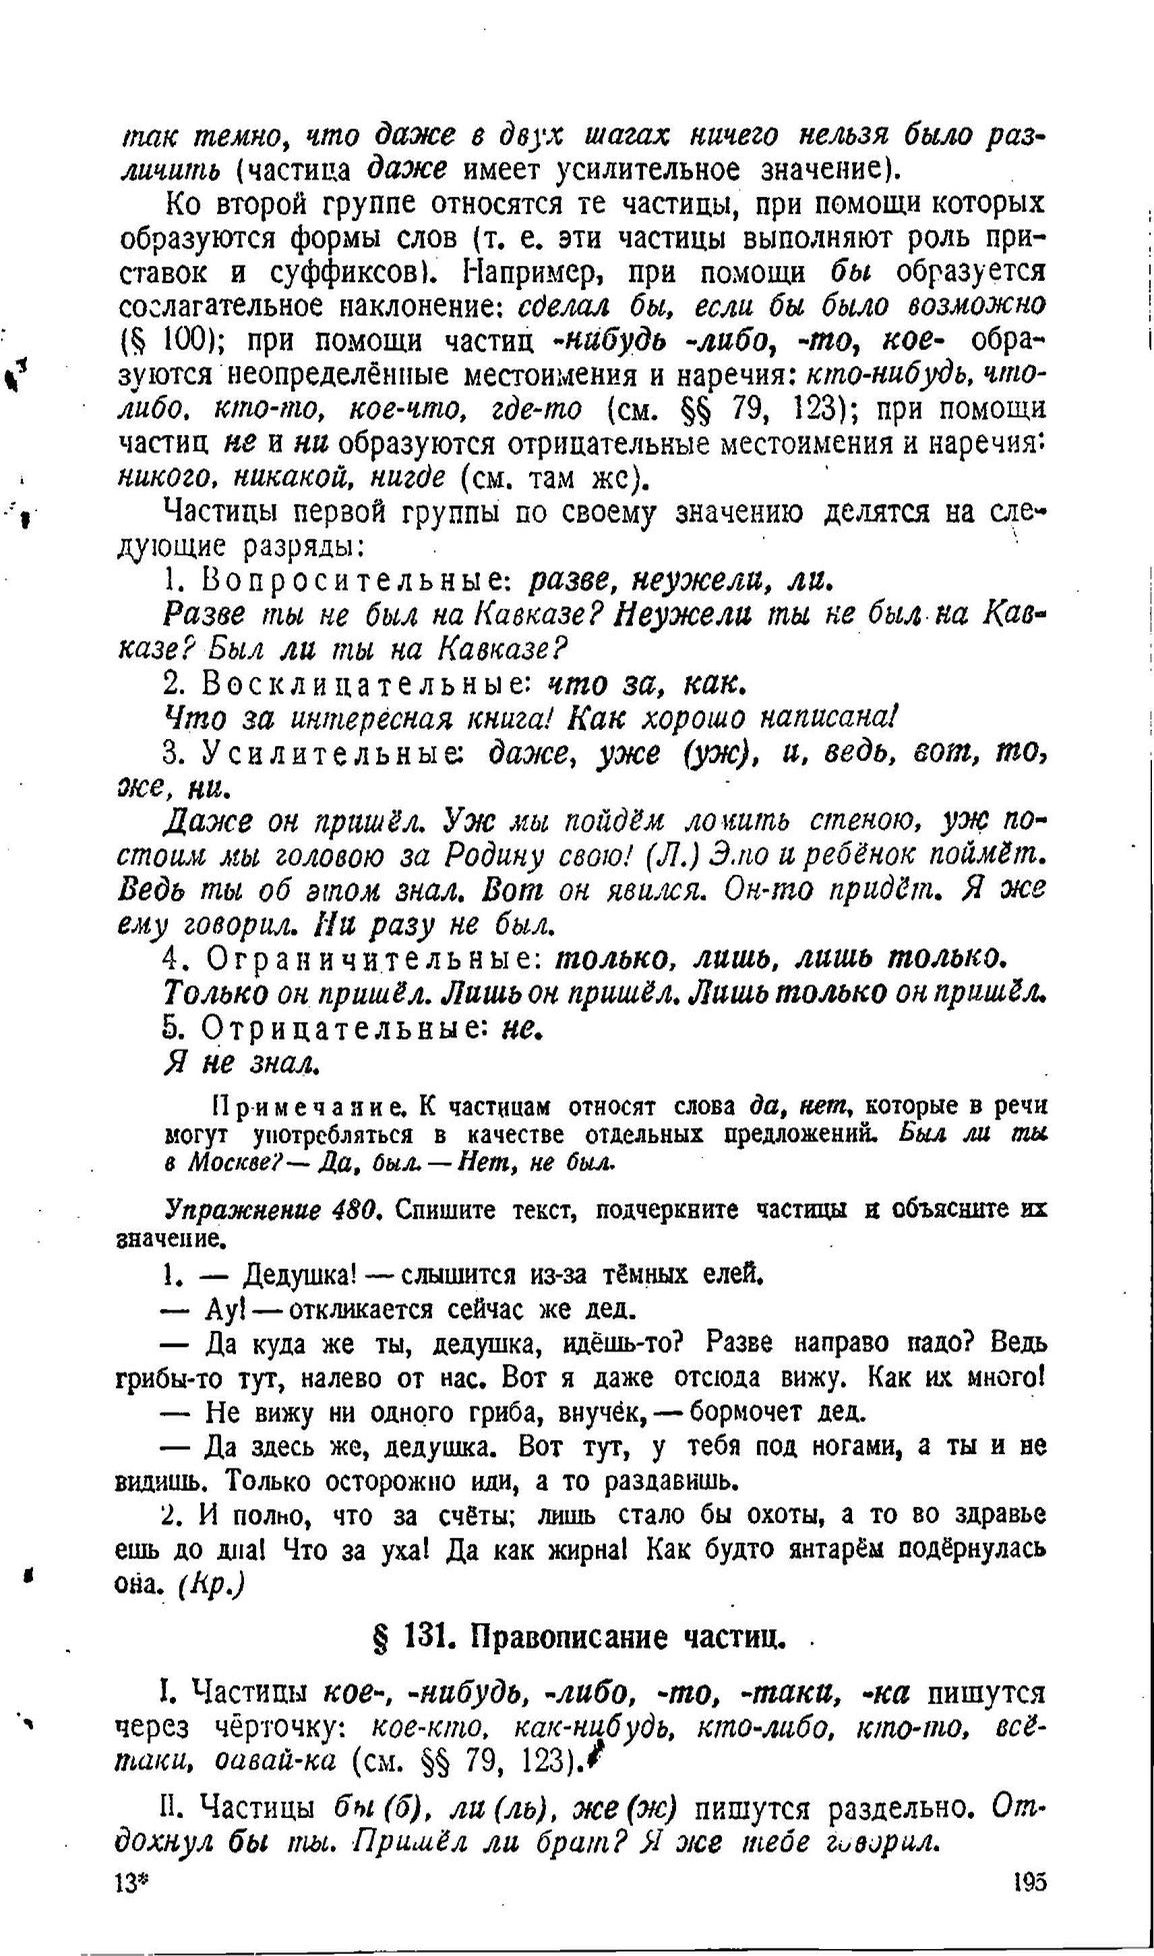 так темно, что даже в двух шагах ничего нельзя было раз-
личить (частица даже имеет усилительное значение).
Ко второй группе относятся те частицы, при помощи которых
образуются формы слов (т. е. эти частицы выполняют роль при-
ставок и суффиксов). Например, при помощи бы образуется
сослагательное наклонение: сделал бы, если бы было возможно
(§ 100); при помощи частиц -нибудь -либо, -то, кое- обра-
зуются неопределённые местоимения и наречия: кто-нибудь, что-
либо, кто-то, кое-что, где-то (см. §§ 79, 123); при помощи
частиц не и ни образуются отрицательные местоимения и наречия:
никого, никакой, нигде (см. там же).
Частицы первой группы по своему значению делятся на сле-
дующие разряды:
1. Вопросительные: разве, неужели, ли.
Разве ты не был на Кавказе? Неужели ты не был на Кав-
казе? Был ли ты на Кавказе?
2. Восклицательные: что за, как.
Что за интересная книга! Как хорошо написана!
3. Усилительные: даже, уже (уж), и, ведь, вот, то,
же, ни.
Даже он пришёл. Уж мы пойдём ломить стеною, уж по-
стоим мы головою за Родину свою! (Л.) Это и ребёнок поймёт.
Ведь ты об этом знал. Вот он явился. Он-то придёт. Я же
ему говорил. Ни разу не был.
4. Ограничительные: только, лишь, лишь только.
Только он пришёл. Лишь он пришёл. Лишь только он пришёл.
5. Отрицательные: не.
Я не знал.
Примечание. К частицам относят слова да, нет, которые в речи
могут употребляться в качестве отдельных предложений. Был ли ты
в Москве? — Да, был. — Нет, не был.
Упражнение 480. Спишите текст, подчеркните частицы и объясните их
значение.
1. — Дедушка! — слышится из-за тёмных елей.
— Ау! — откликается сейчас же дед.
— Да куда же ты, дедушка, идёшь-то? Разве направо надо? Ведь
грибы-то тут, налево от нас. Вот я даже отсюда вижу. Как их много!
— Не вижу ни одного гриба, внучёк, — бормочет дед.
— Да здесь же, дедушка. Вот тут, у тебя под ногами, а ты и не
видишь. Только осторожно иди, а то раздавишь.
2. И полно, что за счёты; лишь стало бы охоты, а то во здравье
ешь до дна! Что за уха! Да как жирна! Как будто янтарём подёрнулась
она. (Кр.)
§ 131. Правописание частиц.
I. Частицы кое-, -нибудь, -либо, -то, -таки, -ка пишутся
через чёрточку: кое-кто, как-нибудь, кто-либо, кто-то, всё-
таки, давай-ка (см. §§ 79, 123).
II. Частицы бы (б), ли (ль), же (ж) пишутся раздельно. От-
дохнул бы ты. Пришёл ли брат? Я же тебе говорил.
13* 195